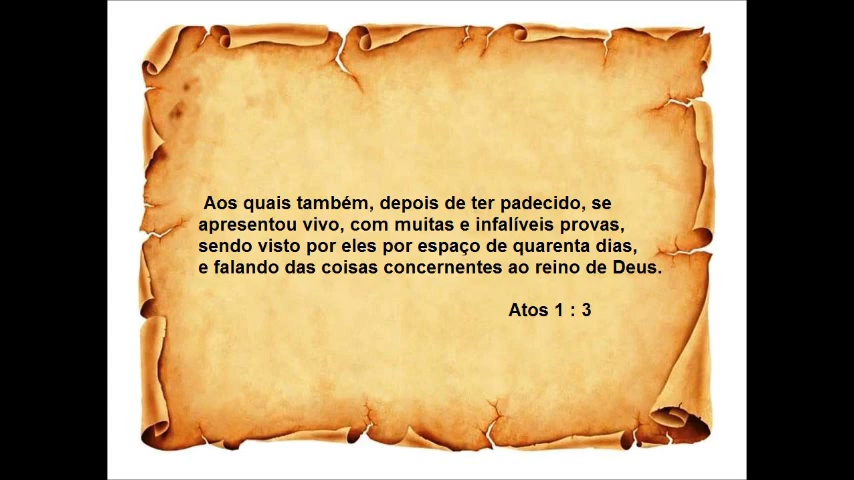 Aos quais também, depois de ter padecido, se
apresentou vivo, com muitas e infalíveis provas,
sendo visto por eles por espaço de quarenta dias,
e falando das coisas concernentes ao reino de Deus.
Atos 1 : 3